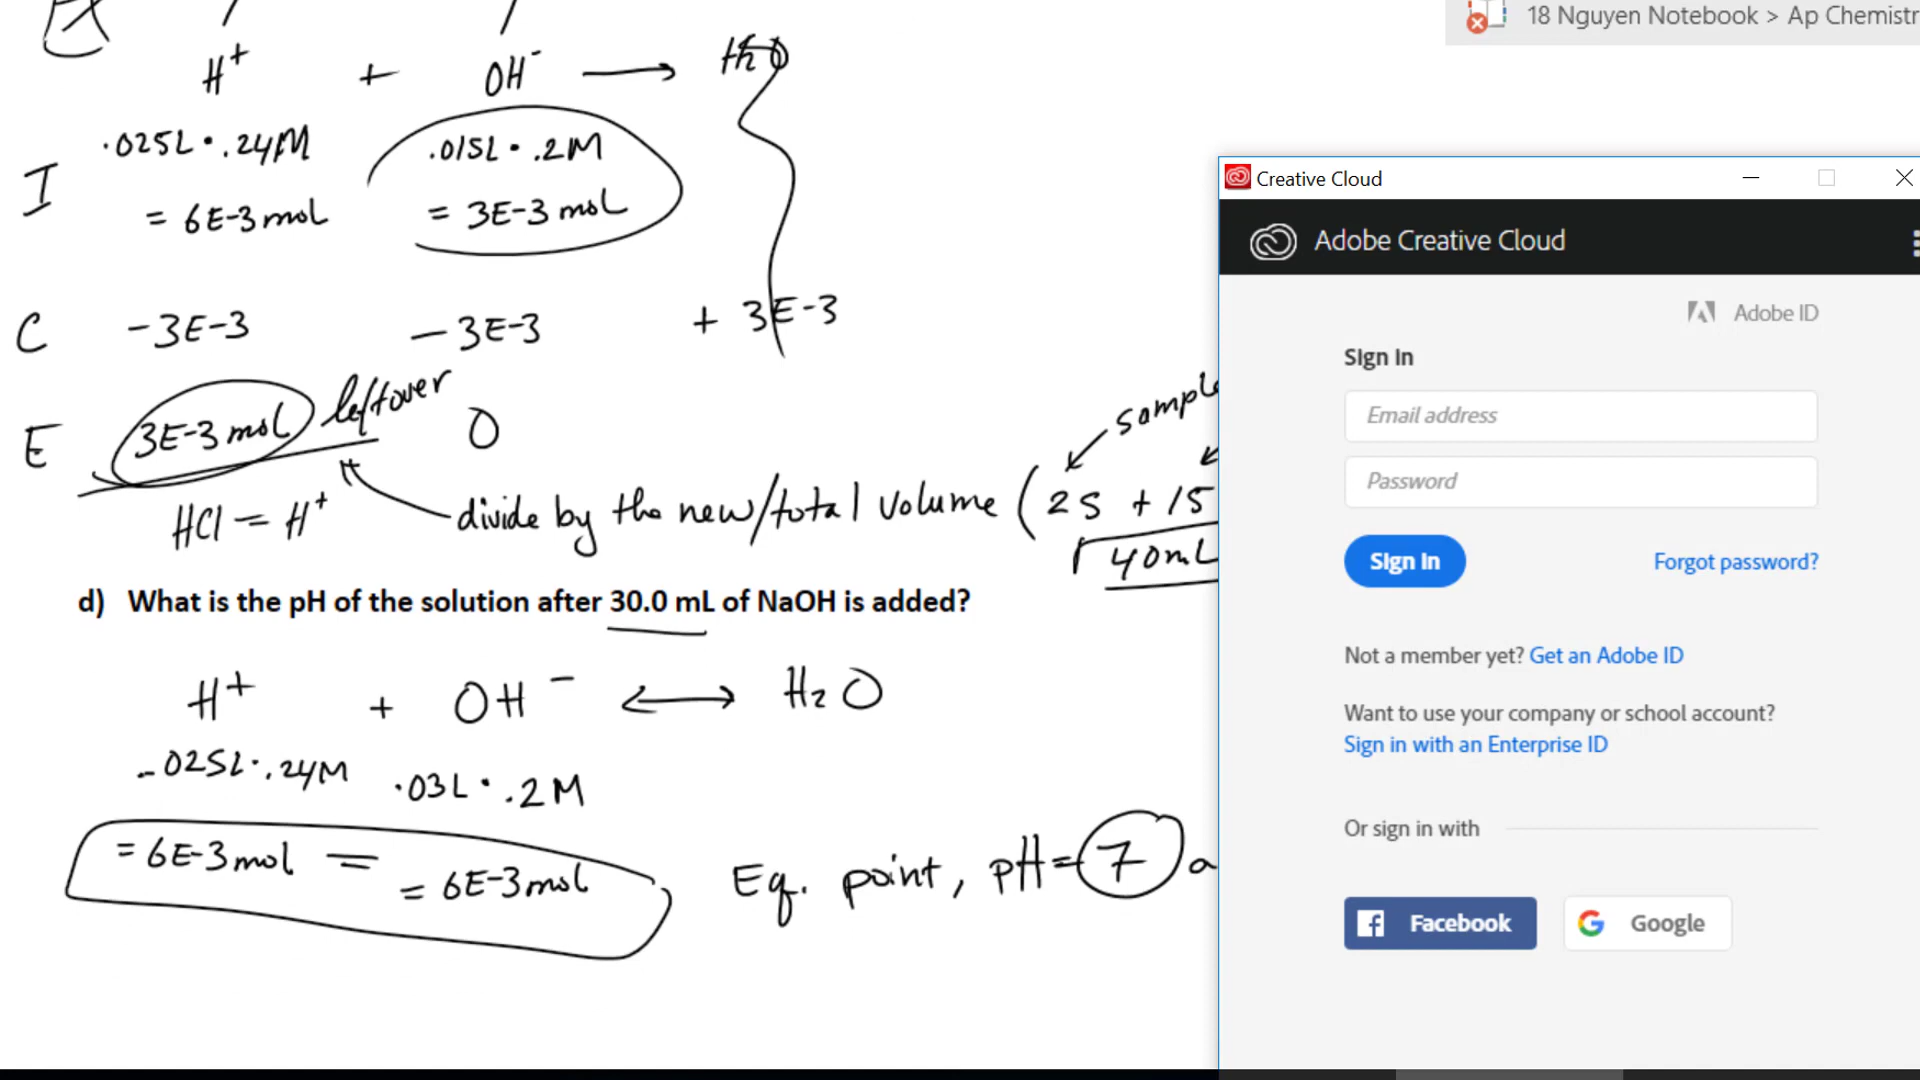 18 Nguyen Notebook > Ap Chemistr
H⁺ + OH⁻ → H₂O
.025L • .24M .015L • .2M
I = 6E-3 mol = 3E-3 mol
C -3E-3 -3E-3 + 3E-3
E 3E-3 mol leftover 0
HCl = H⁺ divide by the new/total volume (25 + 15
sample
40mL
d) What is the pH of the solution after 30.0 mL of NaOH is added?
H⁺ + OH⁻ ↔ H₂O
.025L • .24M .03L • .2M
= 6E-3 mol = = 6E-3 mol
Eq. point, pH = 7 a
Creative Cloud
Adobe Creative Cloud
Adobe ID
Sign In
Email address
Password
Sign In Forgot password?
Not a member yet? Get an Adobe ID
Want to use your company or school account?
Sign in with an Enterprise ID
Or sign in with
Facebook Google